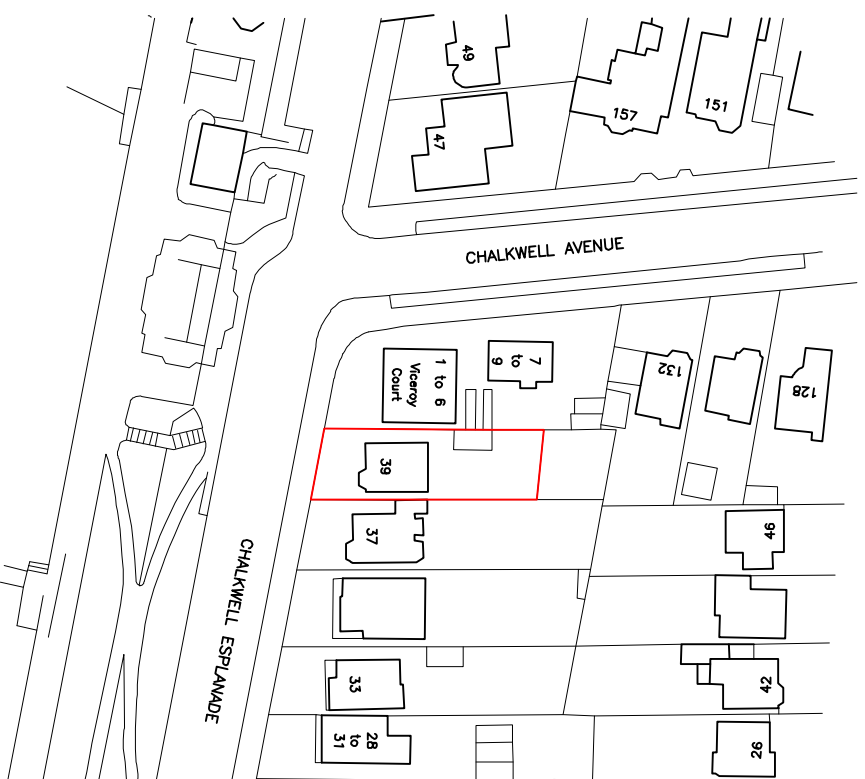 49
157
151
47
CHALKWELL AVENUE
1 to 6
Viceroy
Court
7
to
9
132
128
39
37
46
CHALKWELL ESPLANADE
33
42
28
to
31
26